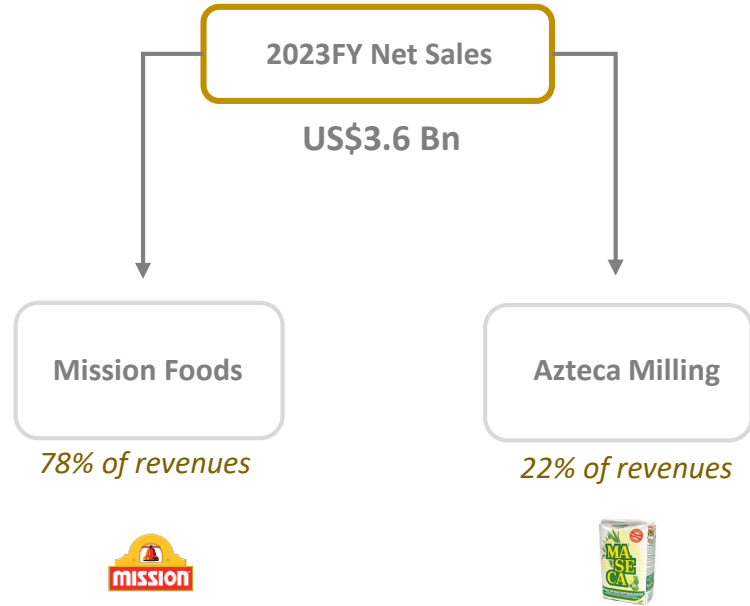 2023FY Net Sales
US$3.6 Bn
Mission Foods
Azteca Milling
78% of revenues
22% of revenues
MISSION
MA
SE
CA